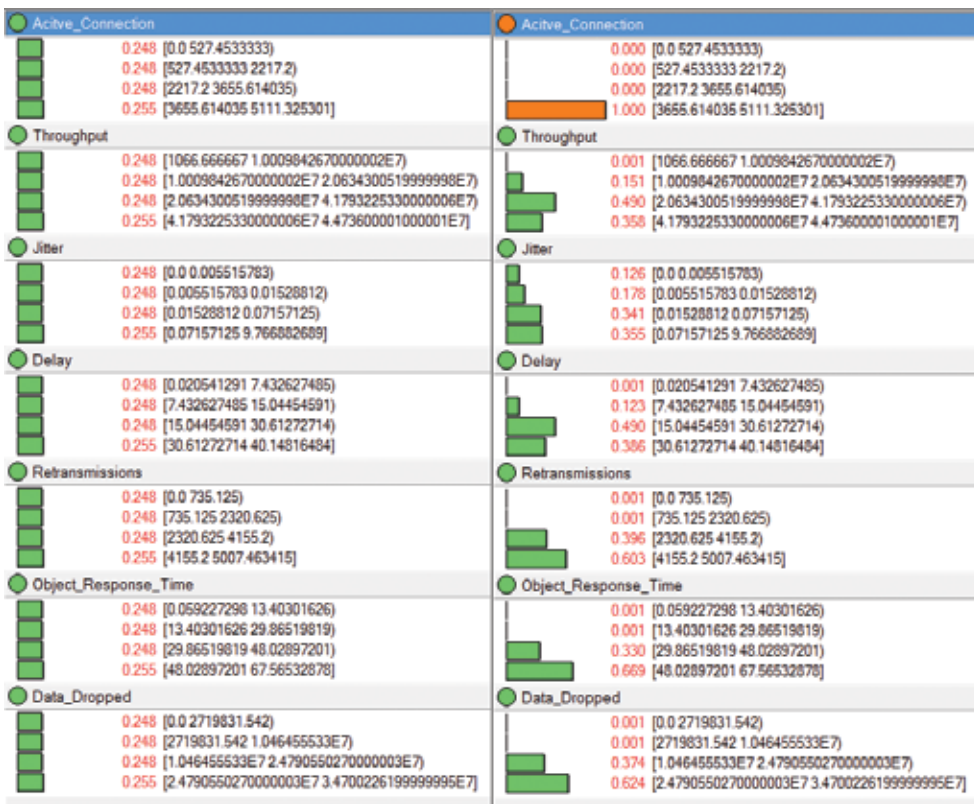 Acitve_Connection
0.248 [0.0 527.4533333)
0.248 [527.4533333 2217.2)
0.248 [2217.2 3655.614035)
0.255 [3655.614035 5111.325301]
Throughput
0.248 [1066.666667 1.0009842670000002E7)
0.248 [1.0009842670000002E7 2.0634300519999998E7)
0.248 [2.0634300519999998E7 4.1793225330000006E7)
0.255 [4.1793225330000006E7 4.473600001000001E7]
Jitter
0.248 [0.0 0.005515783)
0.248 [0.005515783 0.01528812)
0.248 [0.01528812 0.07157125)
0.255 [0.07157125 9.766882689]
Delay
0.248 [0.020541291 7.432627485)
0.248 [7.432627485 15.04454591)
0.248 [15.04454591 30.61272714)
0.255 [30.61272714 40.14816484]
Retransmissions
0.248 [0.0 735.125)
0.248 [735.125 2320.625)
0.248 [2320.625 4155.2)
0.255 [4155.2 5007.463415]
Object_Response_Time
0.248 [0.059227298 13.40301626)
0.248 [13.40301626 29.86519819)
0.248 [29.86519819 48.02897201)
0.255 [48.02897201 67.56532878]
Data_Dropped
0.248 [0.0 2719831.542)
0.248 [2719831.542 1.046455533E7)
0.248 [1.046455533E7 2.4790550270000003E7)
0.255 [2.4790550270000003E7 3.4700226199999995E7]
Acitve_Connection
0.000 [0.0 527.4533333)
0.000 [527.4533333 2217.2)
0.000 [2217.2 3655.614035)
1.000 [3655.614035 5111.325301]
Throughput
0.001 [1066.666667 1.0009842670000002E7)
0.151 [1.0009842670000002E7 2.0634300519999998E7)
0.490 [2.0634300519999998E7 4.1793225330000006E7)
0.358 [4.1793225330000006E7 4.473600001000001E7]
Jitter
0.126 [0.0 0.005515783)
0.178 [0.005515783 0.01528812)
0.341 [0.01528812 0.07157125)
0.355 [0.07157125 9.766882689]
Delay
0.001 [0.020541291 7.432627485)
0.123 [7.432627485 15.04454591)
0.490 [15.04454591 30.61272714)
0.386 [30.61272714 40.14816484]
Retransmissions
0.001 [0.0 735.125)
0.001 [735.125 2320.625)
0.396 [2320.625 4155.2)
0.603 [4155.2 5007.463415]
Object_Response_Time
0.001 [0.059227298 13.40301626)
0.001 [13.40301626 29.86519819)
0.330 [29.86519819 48.02897201)
0.669 [48.02897201 67.56532878]
Data_Dropped
0.001 [0.0 2719831.542)
0.001 [2719831.542 1.046455533E7)
0.374 [1.046455533E7 2.4790550270000003E7)
0.624 [2.4790550270000003E7 3.4700226199999995E7]